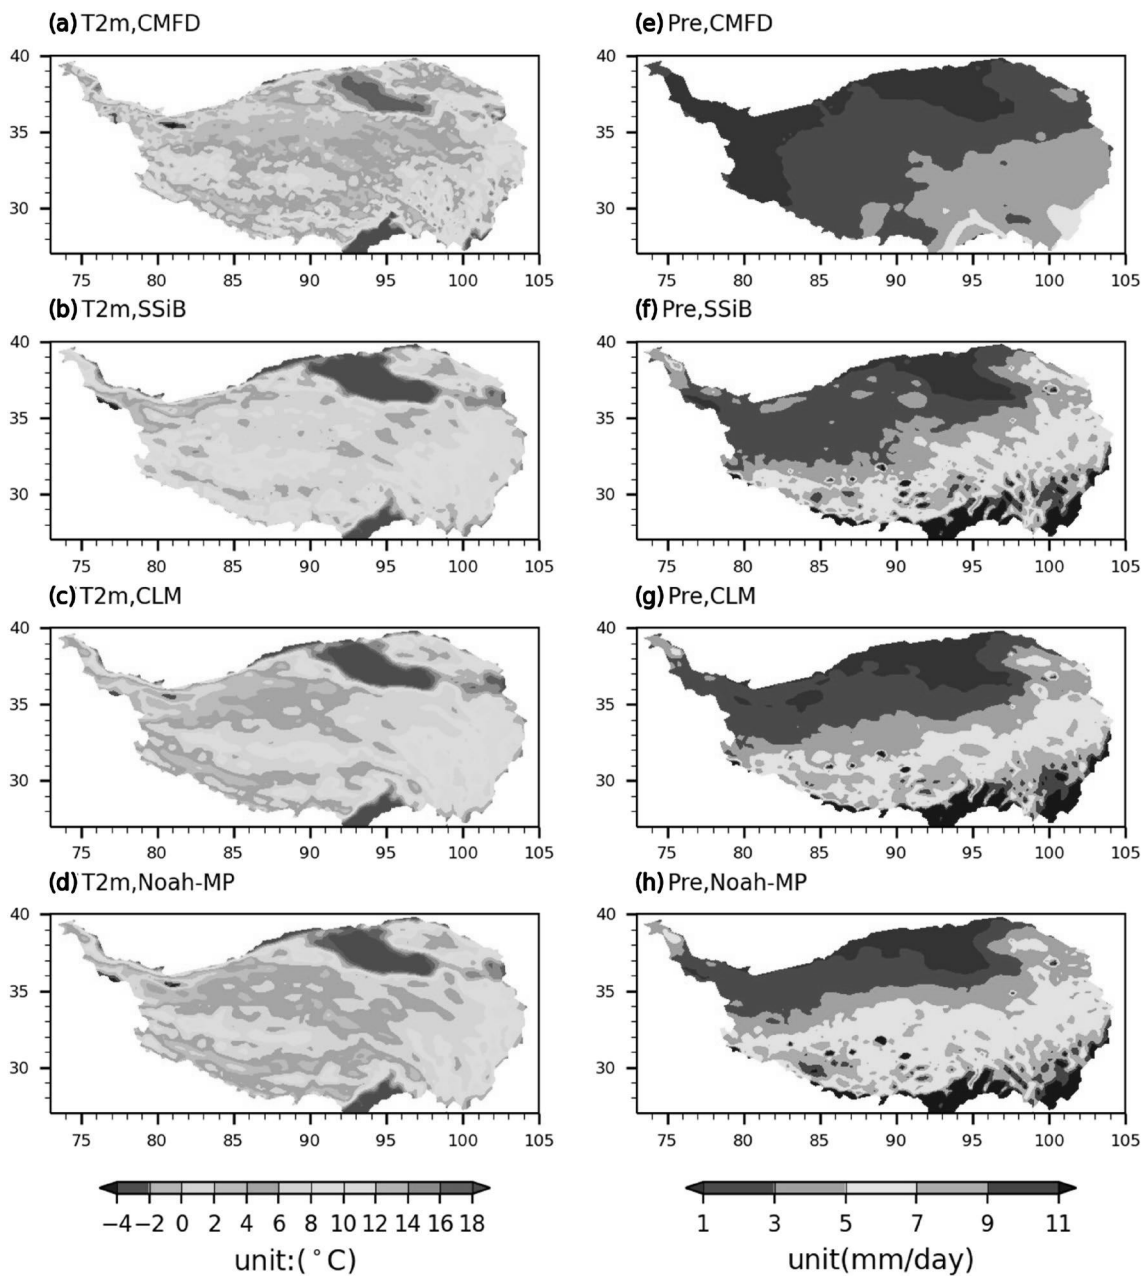 (a) T2m,CMFD
(e) Pre,CMFD
40
35
30
75 80 85 90 95 100 105
40
35
30
75 80 85 90 95 100 105
(b) T2m,SSiB
(f) Pre,SSiB
40
35
30
75 80 85 90 95 100 105
40
35
30
75 80 85 90 95 100 105
(c) T2m,CLM
(g) Pre,CLM
40
35
30
75 80 85 90 95 100 105
40
35
30
75 80 85 90 95 100 105
(d) T2m,Noah-MP
(h) Pre,Noah-MP
40
35
30
75 80 85 90 95 100 105
40
35
30
75 80 85 90 95 100 105
−4 −2 0 2 4 6 8 10 12 14 16 18
unit:(°C)
1 3 5 7 9 11
unit(mm/day)